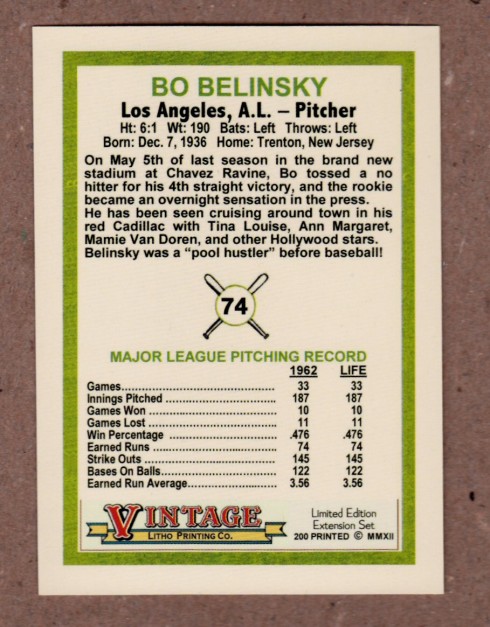 BO BELINSKY
Los Angeles, A.L. – Pitcher
Ht: 6:1 Wt: 190 Bats: Left Throws: Left
Born: Dec. 7, 1936 Home: Trenton, New Jersey
On May 5th of last season in the brand new
stadium at Chavez Ravine, Bo tossed a no
hitter for his 4th straight victory, and the rookie
became an overnight sensation in the press.
He has been seen cruising around town in his
red Cadillac with Tina Louise, Ann Margaret,
Mamie Van Doren, and other Hollywood stars.
Belinsky was a “pool hustler” before baseball!
74
MAJOR LEAGUE PITCHING RECORD
1962 LIFE
Games 33 33
Innings Pitched 187 187
Games Won 10 10
Games Lost 11 11
Win Percentage .476 .476
Earned Runs 74 74
Strike Outs 145 145
Bases On Balls 122 122
Earned Run Average 3.56 3.56
VINTAGE
LITHO PRINTING CO.
Limited Edition
Extension Set
200 PRINTED © MMXII